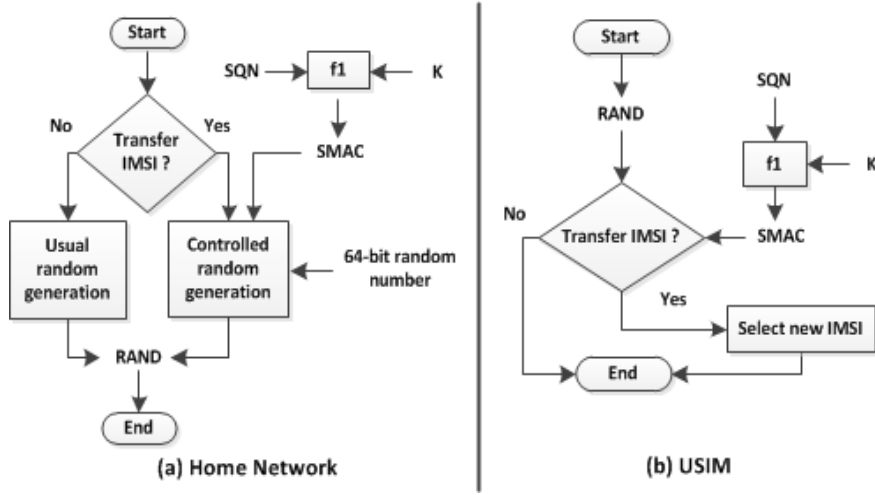 Start
SQN
f1
K
No
Transfer
IMSI ?
Yes
SMAC
Usual
random
generation
Controlled
random
generation
64-bit random
number
RAND
End
(a) Home Network
Start
RAND
SQN
f1
K
No
Transfer IMSI ?
SMAC
Yes
Select new IMSI
End
(b) USIM